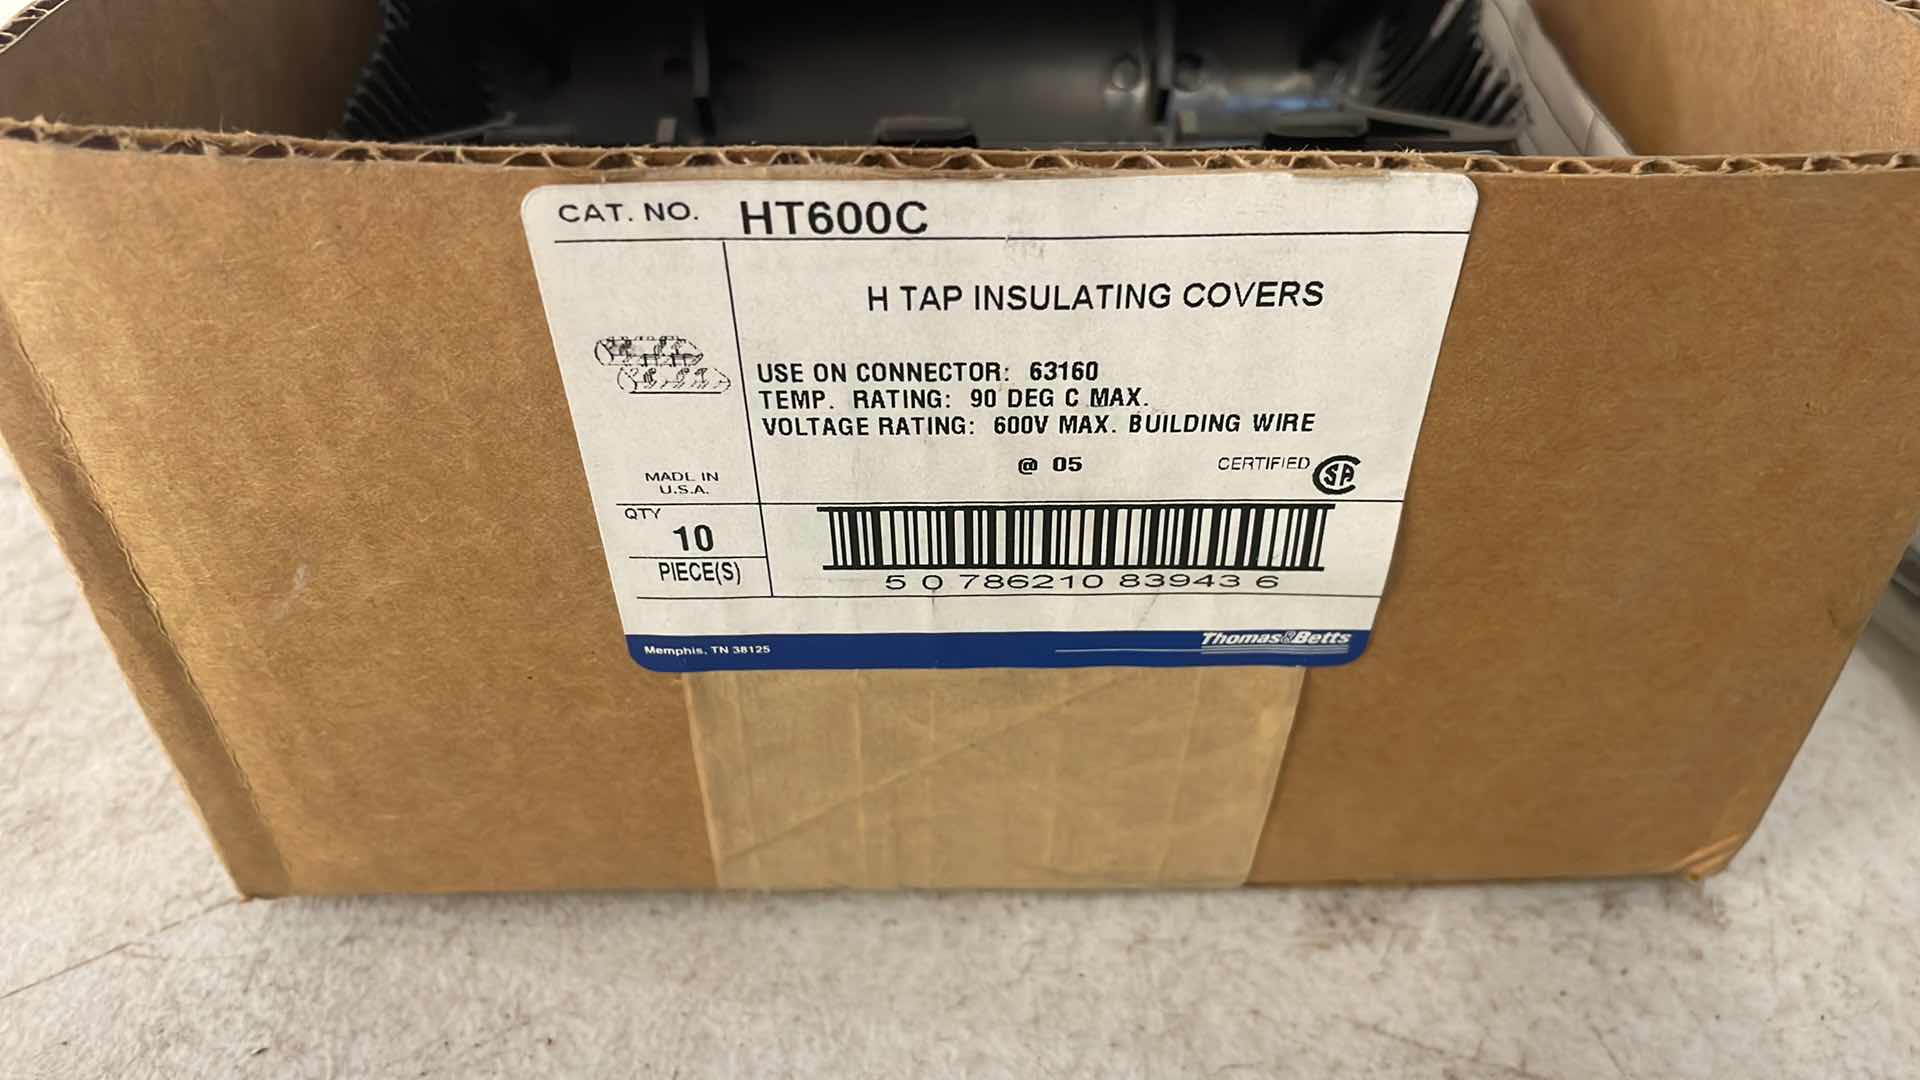 CAT. NO. HT600C
H TAP INSULATING COVERS
USE ON CONNECTOR: 63160
TEMP. RATING: 90 DEG C MAX.
VOLTAGE RATING: 600V MAX. BUILDING WIRE
@ 05
CERTIFIED SA
MADE IN
U.S.A.
QTY
10
PIECE(S)
5 0 786210 83943 6
Memphis, TN 38125
Thomas&Betts